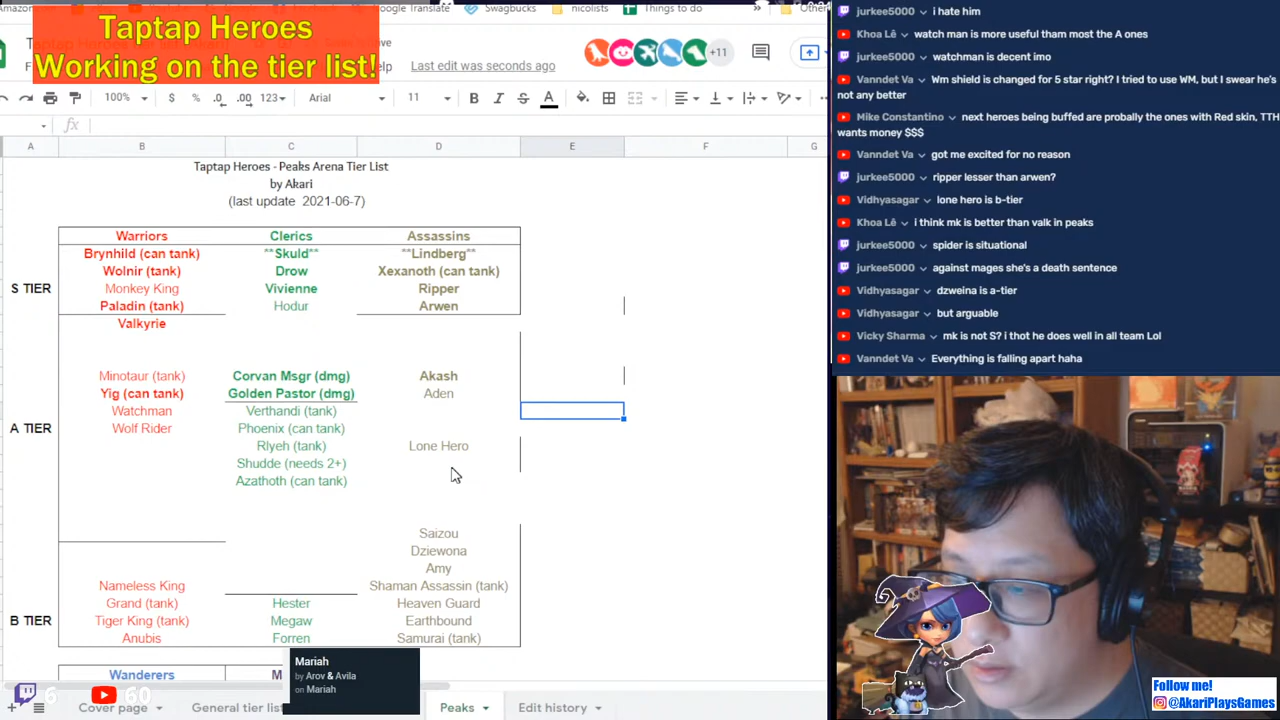 Taptap Heroes
Working on the tier list!
Google Translate
Swagbucks
nicolists
Things to do
Last edit was seconds ago
+11
100%
$
%
.0
.00
123
Arial
11
B
I
S
A
fx
A
B
C
D
E
F
G
Taptap Heroes - Peaks Arena Tier List
by Akari
(last update 2021-06-7)
Warriors
Clerics
Assassins
S TIER
Brynhild (can tank)
**Skuld**
**Lindberg**
Wolnir (tank)
Drow
Xexanoth (can tank)
Monkey King
Vivienne
Ripper
Paladin (tank)
Hodur
Arwen
A TIER
Valkyrie
Minotaur (tank)
Corvan Msgr (dmg)
Akash
Yig (can tank)
Golden Pastor (dmg)
Aden
Watchman
Verthandi (tank)
Wolf Rider
Phoenix (can tank)
Rlyeh (tank)
Lone Hero
Shudde (needs 2+)
Azathoth (can tank)
Saizou
Dziewona
Amy
B TIER
Nameless King
Shaman Assassin (tank)
Grand (tank)
Hester
Heaven Guard
Tiger King (tank)
Megaw
Earthbound
Anubis
Forren
Samurai (tank)
Wanderers
Mariah
by Arov & Avila
on Mariah
6
60
Cover page
General tier lis
Peaks
Edit history
jurkee5000 i hate him
Khoa Lê watch man is more useful tham most the A ones
jurkee5000 watchman is decent imo
Vanndet Va Wm shield is changed for 5 star right? I tried to use WM, but I swear he's
not any better
Mike Constantino next heroes being buffed are probally the ones with Red skin, TTH
wants money $$$
Vanndet Va got me excited for no reason
jurkee5000 ripper lesser than arwen?
Vidhyasagar lone hero is b-tier
Khoa Lê i think mk is better than valk in peaks
jurkee5000 spider is situational
jurkee5000 against mages she's a death sentence
Vidhyasagar dzweina is a-tier
Vidhyasagar but arguable
Vicky Sharma mk is not S? i thot he does well in all team Lol
Vanndet Va Everything is falling apart haha
Follow me!
@AkariPlaysGames